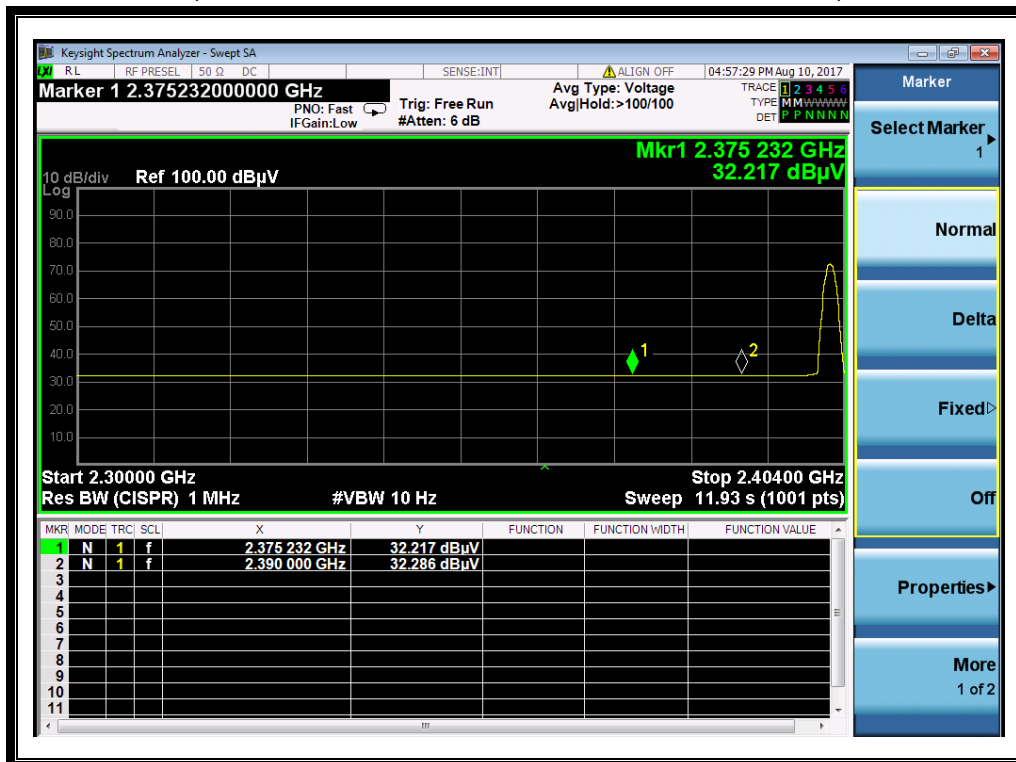 Keysight Spectrum Analyzer - Swept SA
LXI RL RF PRESEL 50 Ω DC SENSE:INT ALIGN OFF 04:57:29 PM Aug 10, 2017
Marker 1 2.375232000000 GHz
PNO: Fast
IFGain:Low
Trig: Free Run
#Atten: 6 dB
Avg Type: Voltage
Avg|Hold:>100/100
TRACE 1 2 3 4 5 6
TYPE M M W W W W
DET P P N N N N
Mkr1 2.375 232 GHz
32.217 dBµV
10 dB/div Ref 100.00 dBµV
Log
90.0
80.0
70.0
60.0
50.0
40.0
30.0
20.0
10.0
1
2
Start 2.30000 GHz Stop 2.40400 GHz
Res BW (CISPR) 1 MHz #VBW 10 Hz Sweep 11.93 s (1001 pts)
MKR MODE TRC SCL X Y FUNCTION FUNCTION WIDTH FUNCTION VALUE
1 N 1 f 2.375 232 GHz 32.217 dBµV
2 N 1 f 2.390 000 GHz 32.286 dBµV
3
4
5
6
7
8
9
10
11
Marker
Select Marker
1
Normal
Delta
Fixed
Off
Properties
More
1 of 2